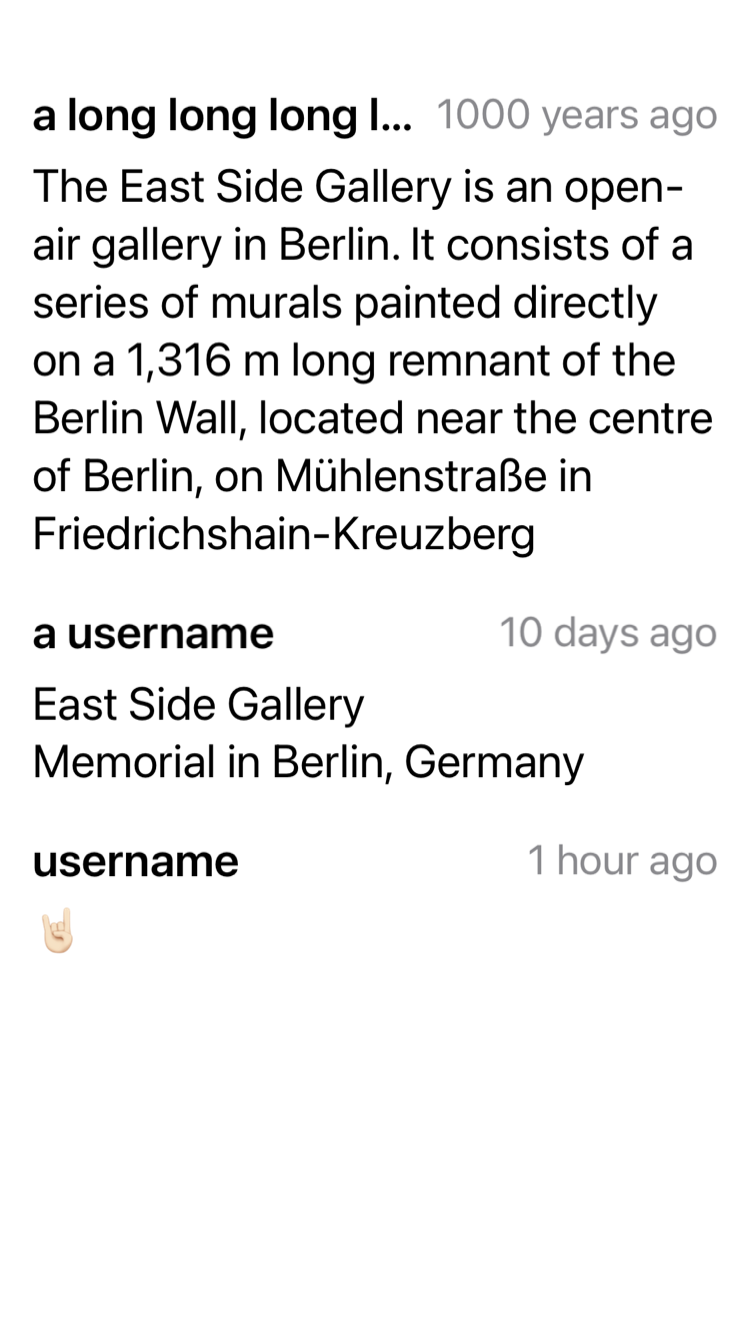 a long long long l... 1000 years ago
The East Side Gallery is an open-
air gallery in Berlin. It consists of a
series of murals painted directly
on a 1,316 m long remnant of the
Berlin Wall, located near the centre
of Berlin, on Mühlenstraße in
Friedrichshain-Kreuzberg
a username 10 days ago
East Side Gallery
Memorial in Berlin, Germany
username 1 hour ago
🤘🏻